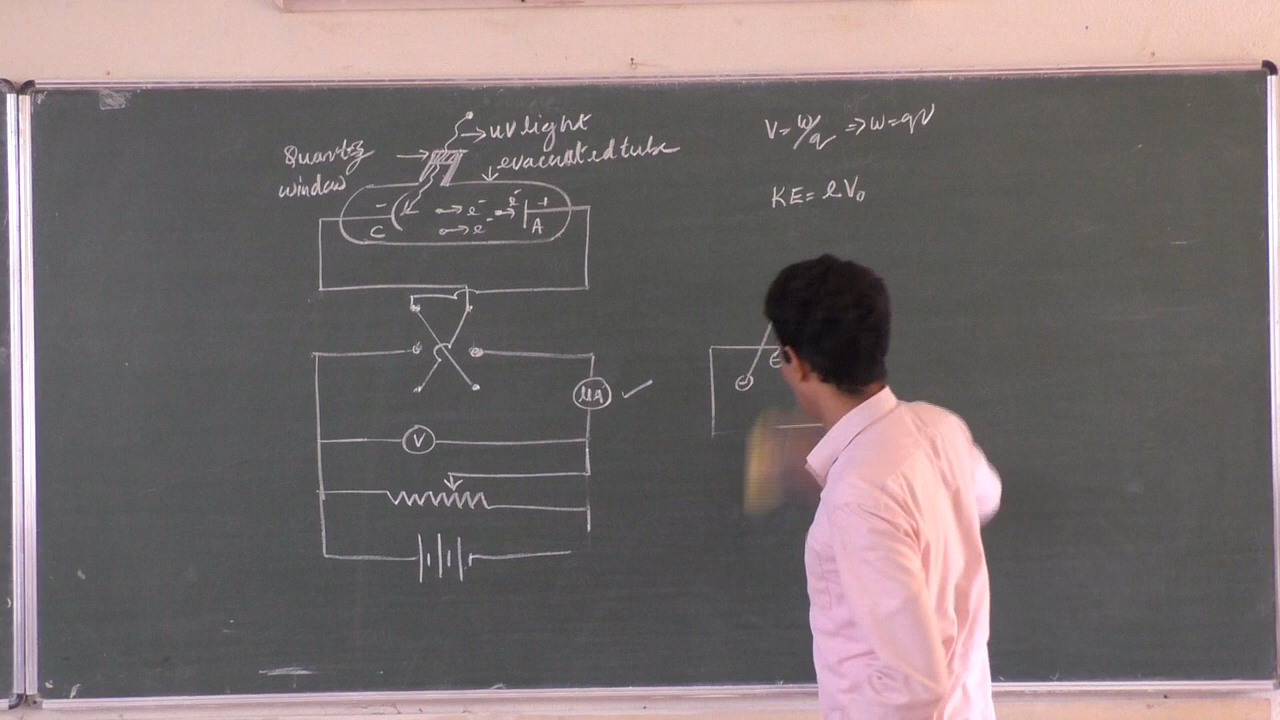 → uv light
Quartz
window
evacuated tube
V = W/q ⇒ W = qV
KE = eV₀
- e⁻ e⁻ +
C e⁻ A
μA ✓
V